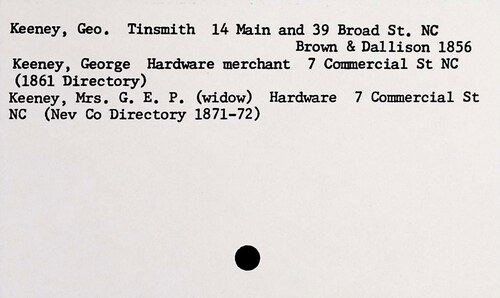 Keeney, Geo. Tinsmith 14 Main and 39 Broad St. NC
Brown & Dallison 1856
Keeney, George Hardware merchant 7 Commercial St NC
(1861 Directory)
Keeney, Mrs. G. E. P. (widow) Hardware 7 Commercial St
NC (Nev Co Directory 1871-72)